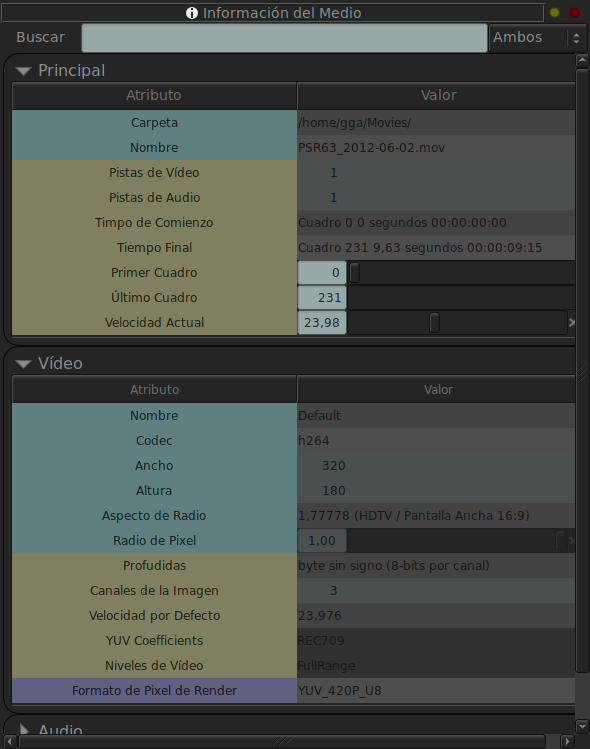 Información del Medio
Buscar Ambos
Principal
Atributo Valor
Carpeta /home/gga/Movies/
Nombre PSR63_2012-06-02.mov
Pistas de Vídeo 1
Pistas de Audio 1
Timpo de Comienzo Cuadro 0 0 segundos 00:00:00:00
Tiempo Final Cuadro 231 9,63 segundos 00:00:09:15
Primer Cuadro 0
Último Cuadro 231
Velocidad Actual 23,98
Vídeo
Atributo Valor
Nombre Default
Codec h264
Ancho 320
Altura 180
Aspecto de Radio 1,77778 (HDTV / Pantalla Ancha 16:9)
Radio de Pixel 1,00
Profudidas byte sin signo (8-bits por canal)
Canales de la Imagen 3
Velocidad por Defecto 23,976
YUV Coefficients REC709
Niveles de Vídeo FullRange
Formato de Pixel de Render YUV_420P_U8
Audio